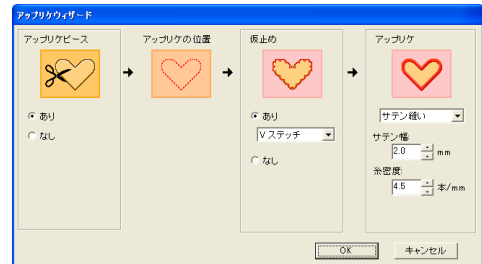 アップリケウィザード
アップリケピース
アップリケの位置
仮止め
アップリケ
あり
なし
あり
V ステッチ
なし
サテン縫い
サテン幅:
2.0 mm
糸密度:
4.5 本/mm
OK
キャンセル